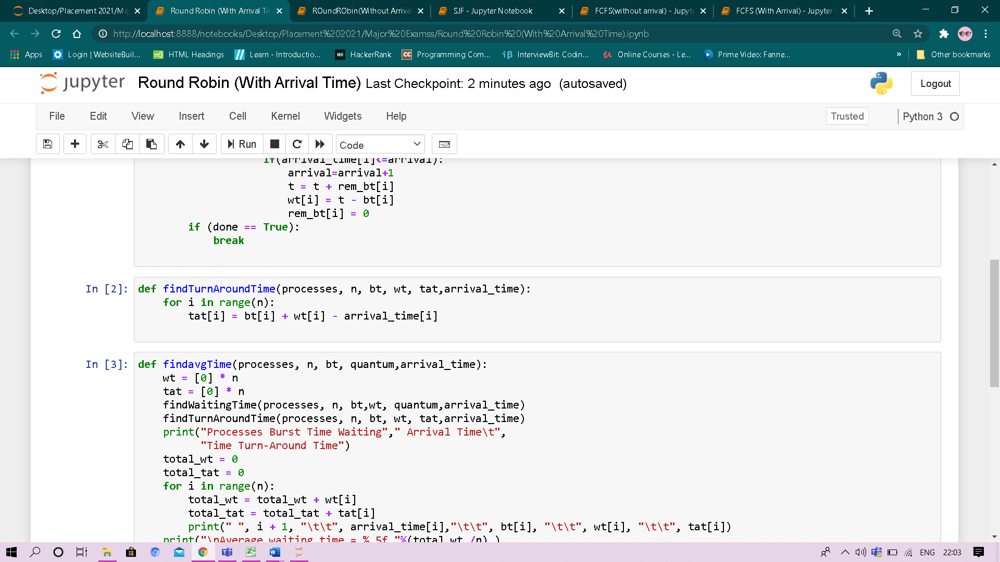 Desktop/Placement 2021/Ma
Round Robin (With Arrival Tir
ROundRObin(Without Arriva
SJF - Jupyter Notebook
FCFS(without arrival) - Jupyte
FCFS (With Arrival) - Jupyter
http://localhost:8888/notebooks/Desktop/Placement%202021/Major%20Examss/Round%20Robin%20(With%20Arrival%20Time).ipynb
Apps
Login | WebsiteBuil...
HTML Headings
Learn - Introductio...
HackerRank
Programming Com...
InterviewBit: Codin...
Online Courses - Le...
Prime Video: Fanne...
»
Other bookmarks
jupyter Round Robin (With Arrival Time) Last Checkpoint: 2 minutes ago (autosaved)
Logout
File Edit View Insert Cell Kernel Widgets Help
Trusted
Python 3
Run
Code
if(arrival_time[i]<=arrival):
arrival=arrival+1
t = t + rem_bt[i]
wt[i] = t - bt[i]
rem_bt[i] = 0
if (done == True):
break
In [2]: def findTurnAroundTime(processes, n, bt, wt, tat,arrival_time):
for i in range(n):
tat[i] = bt[i] + wt[i] - arrival_time[i]
In [3]: def findavgTime(processes, n, bt, quantum,arrival_time):
wt = [0] * n
tat = [0] * n
findWaitingTime(processes, n, bt,wt, quantum,arrival_time)
findTurnAroundTime(processes, n, bt, wt, tat,arrival_time)
print("Processes Burst Time Waiting"," Arrival Time\t",
"Time Turn-Around Time")
total_wt = 0
total_tat = 0
for i in range(n):
total_wt = total_wt + wt[i]
total_tat = total_tat + tat[i]
print(" ", i + 1, "\t\t", arrival_time[i],"\t\t", bt[i], "\t\t", wt[i], "\t\t", tat[i])
print("\nAverage waiting time = %.5f "%(total_wt /n) )
ENG 22:03